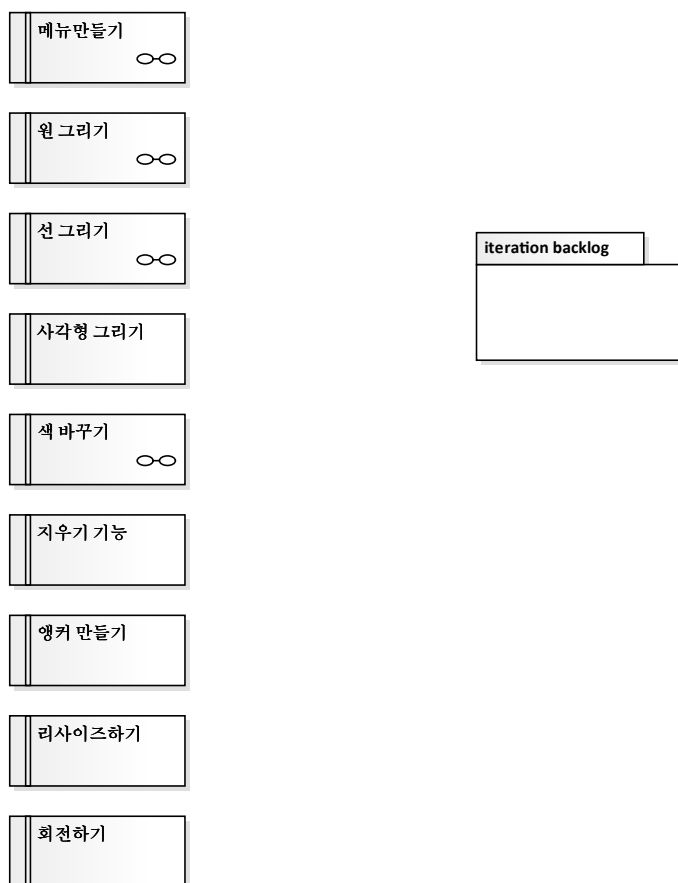 메뉴만들기
원 그리기
선 그리기
iteration backlog
사각형 그리기
색 바꾸기
지우기 기능
앵커 만들기
리사이즈하기
회전하기